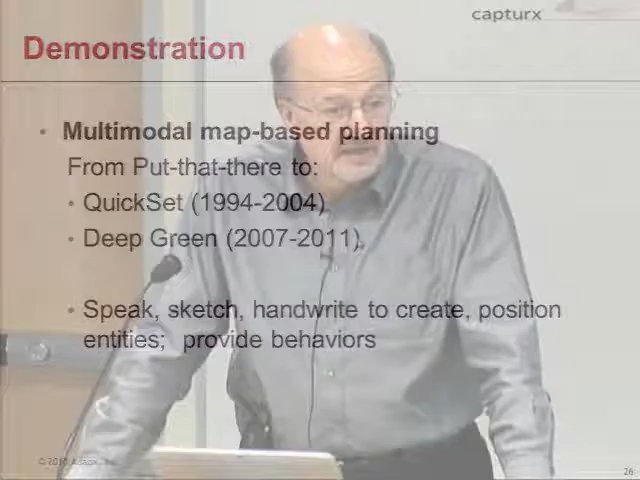 capturx
Demonstration
• Multimodal map-based planning
From Put-that-there to:
• QuickSet (1994-2004)
• Deep Green (2007-2011),
• Speak, sketch, handwrite to create, position
entities; provide behaviors
© 2010
26